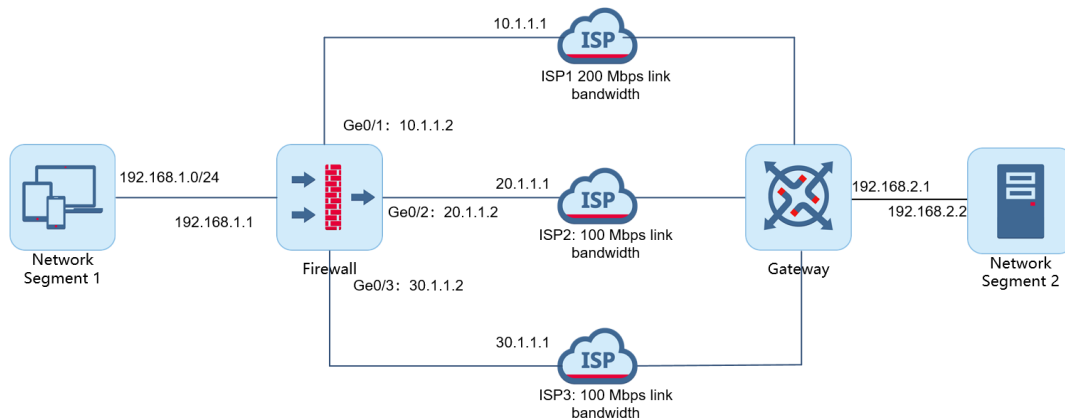 10.1.1.1
ISP
ISP1 200 Mbps link
bandwidth
Ge0/1: 10.1.1.2
192.168.1.0/24
192.168.1.1
Network
Segment 1
Firewall
20.1.1.1
Ge0/2: 20.1.1.2
ISP
ISP2: 100 Mbps link
bandwidth
192.168.2.1
192.168.2.2
Gateway
Network
Segment 2
Ge0/3: 30.1.1.2
30.1.1.1
ISP
ISP3: 100 Mbps link
bandwidth